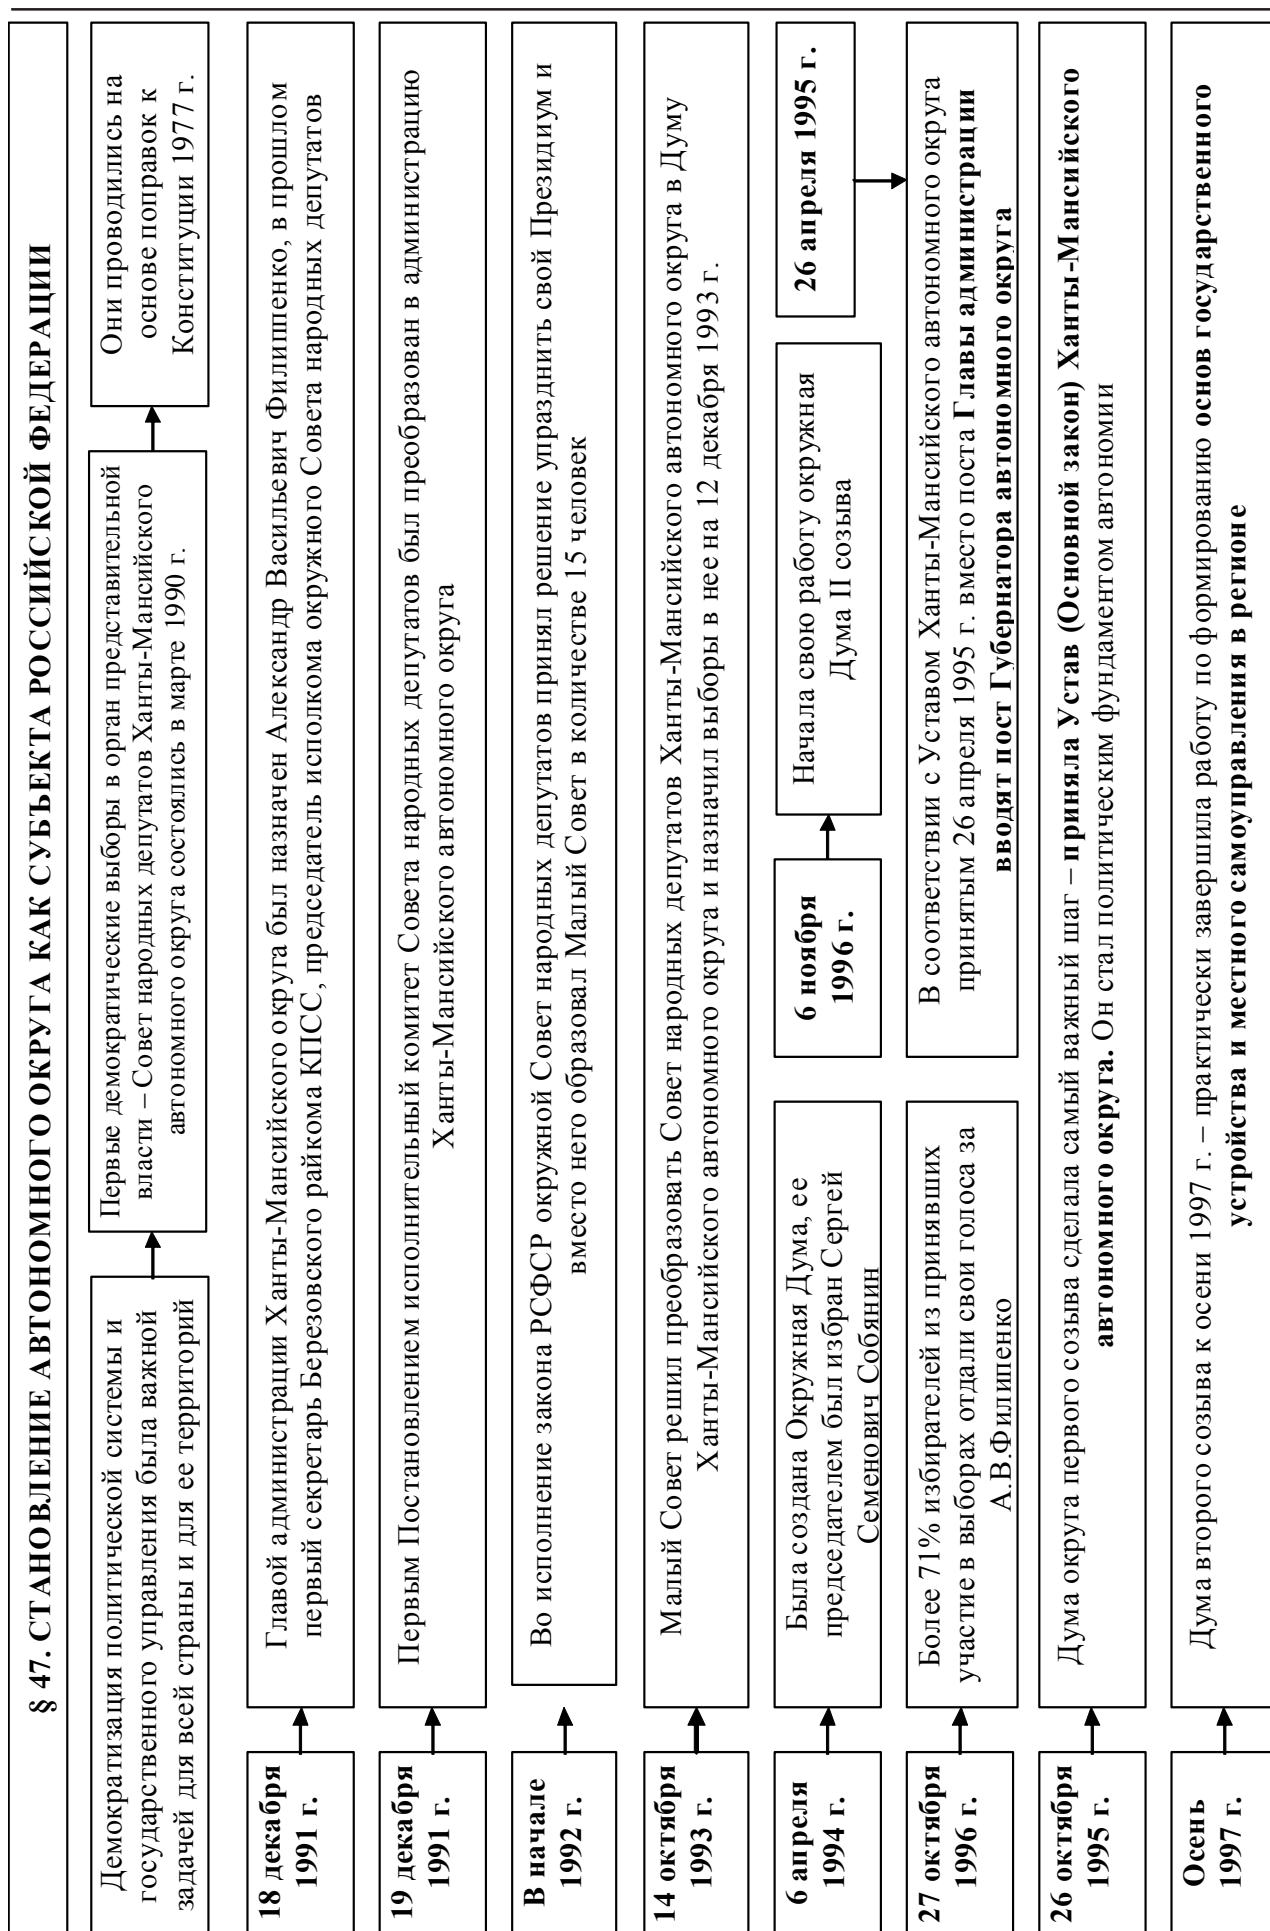 § 47. СТАНОВЛЕНИЕ АВТОНОМНОГО ОКРУГА КАК СУБЪЕКТА РОССИЙСКОЙ ФЕДЕРАЦИИ
Демократизация политической системы и
государственного управления была важной
задачей для всей страны и для ее территорий
Первые демократические выборы в орган представительной
власти – Совет народных депутатов Ханты-Мансийского
автономного округа состоялись в марте 1990 г.
Они проводились на
основе поправок к
Конституции 1977 г.
18 декабря
1991 г.
Главой администрации Ханты-Мансийского округа был назначен Александр Васильевич Филипенко, в прошлом
первый секретарь Березовского райкома КПСС, председатель исполкома окружного Совета народных депутатов
19 декабря
1991 г.
Первым Постановлением исполнительный комитет Совета народных депутатов был преобразован в администрацию
Ханты-Мансийского автономного округа
В начале
1992 г.
Во исполнение закона РСФСР окружной Совет народных депутатов принял решение упразднить свой Президиум и
вместо него образовал Малый Совет в количестве 15 человек
14 октября
1993 г.
Малый Совет решил преобразовать Совет народных депутатов Ханты-Мансийского автономного округа в Думу
Ханты-Мансийского автономного округа и назначил выборы в нее на 12 декабря 1993 г.
6 апреля
1994 г.
Была создана Окружная Дума, ее
председателем был избран Сергей
Семенович Собянин
6 ноября
1996 г.
Начала свою работу окружная
Дума II созыва
26 апреля 1995 г.
27 октября
1996 г.
Более 71% избирателей из принявших
участие в выборах отдали свои голоса за
А.В.Филипенко
В соответствии с Уставом Ханты-Мансийского автономного округа
принятым 26 апреля 1995 г. вместо поста Главы администрации
вводят пост Губернатора автономного округа
26 октября
1995 г.
Дума округа первого созыва сделала самый важный шаг – приняла Устав (Основной закон) Ханты-Мансийского
автономного округа. Он стал политическим фундаментом автономии
Осень
1997 г.
Дума второго созыва к осени 1997 г. – практически завершила работу по формированию основ государственного
устройства и местного самоуправления в регионе